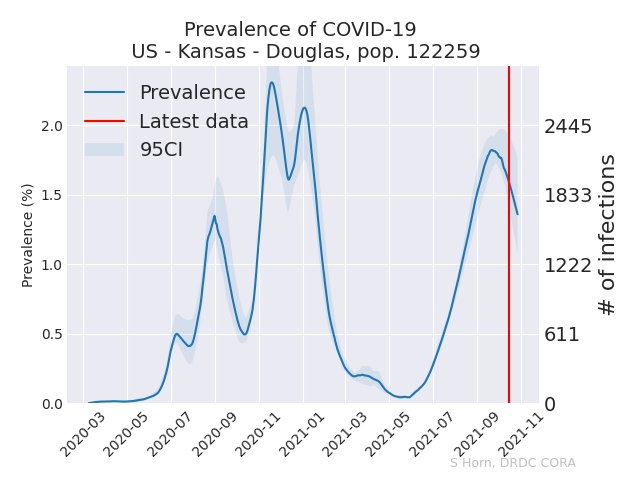 Prevalence of COVID-19
US - Kansas - Douglas, pop. 122259
Prevalence
Latest data
95CI
Prevalence (%)
2.0
1.5
1.0
0.5
0.0
2445
1833
1222
611
0
# of infections
2020-03
2020-05
2020-07
2020-09
2020-11
2021-01
2021-03
2021-05
2021-07
2021-09
2021-11
S Horn, DRDC CORA